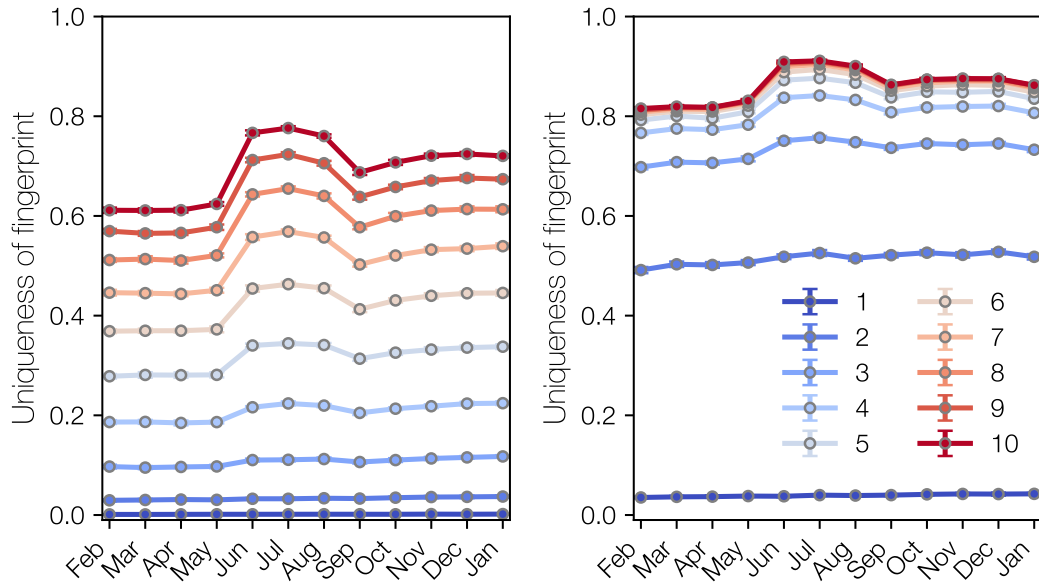 Uniqueness of fingerprint
1.0
0.8
0.6
0.4
0.2
0.0
Feb
Mar
Apr
May
Jun
Jul
Aug
Sep
Oct
Nov
Dec
Jan
Uniqueness of fingerprint
1.0
0.8
0.6
0.4
0.2
0.0
1
2
3
4
5
6
7
8
9
10
Feb
Mar
Apr
May
Jun
Jul
Aug
Sep
Oct
Nov
Dec
Jan